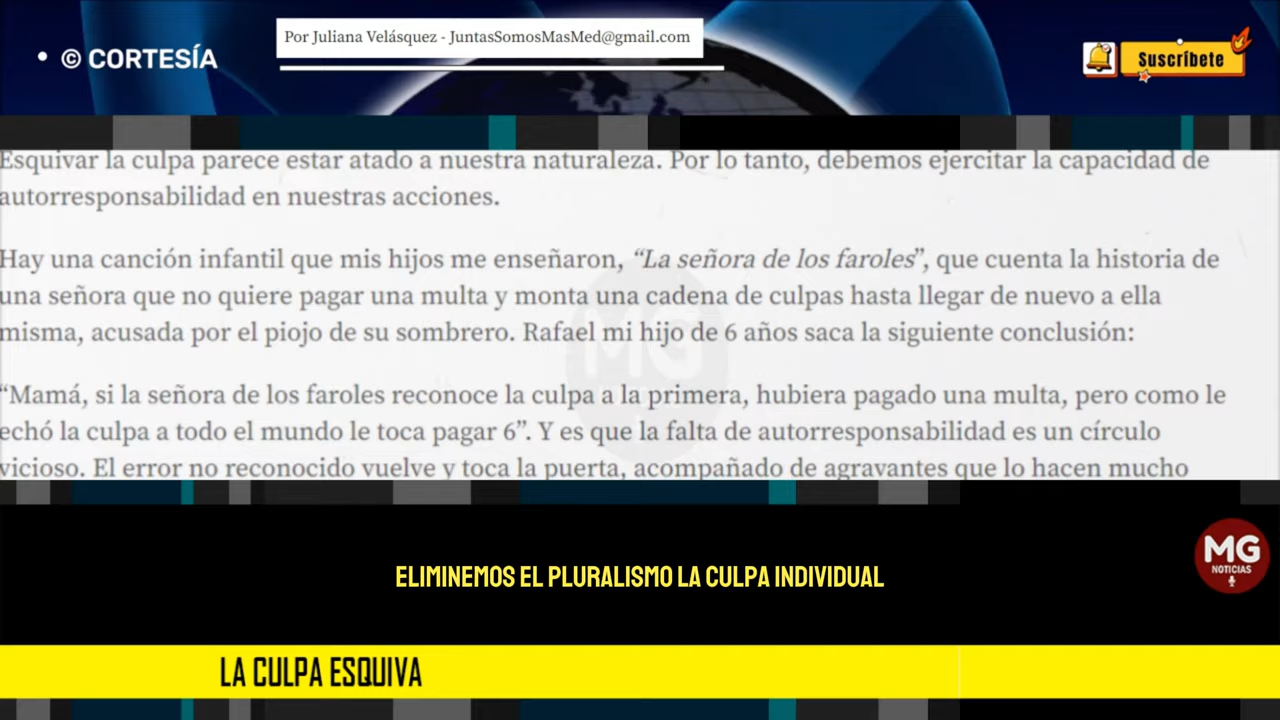 Por Juliana Velásquez - JuntasSomosMasMed@gmail.com
• © CORTESÍA
Suscríbete
Esquivar la culpa parece estar atado a nuestra naturaleza. Por lo tanto, debemos ejercitar la capacidad de
autorresponsabilidad en nuestras acciones.
Hay una canción infantil que mis hijos me enseñaron, “La señora de los faroles”, que cuenta la historia de
una señora que no quiere pagar una multa y monta una cadena de culpas hasta llegar de nuevo a ella
misma, acusada por el piojo de su sombrero. Rafael mi hijo de 6 años saca la siguiente conclusión:
“Mamá, si la señora de los faroles reconoce la culpa a la primera, hubiera pagado una multa, pero como le
echó la culpa a todo el mundo le toca pagar 6”. Y es que la falta de autorresponsabilidad es un círculo
vicioso. El error no reconocido vuelve y toca la puerta, acompañado de agravantes que lo hacen mucho
MG
NOTICIAS
ELIMINEMOS EL PLURALISMO LA CULPA INDIVIDUAL
LA CULPA ESQUIVA